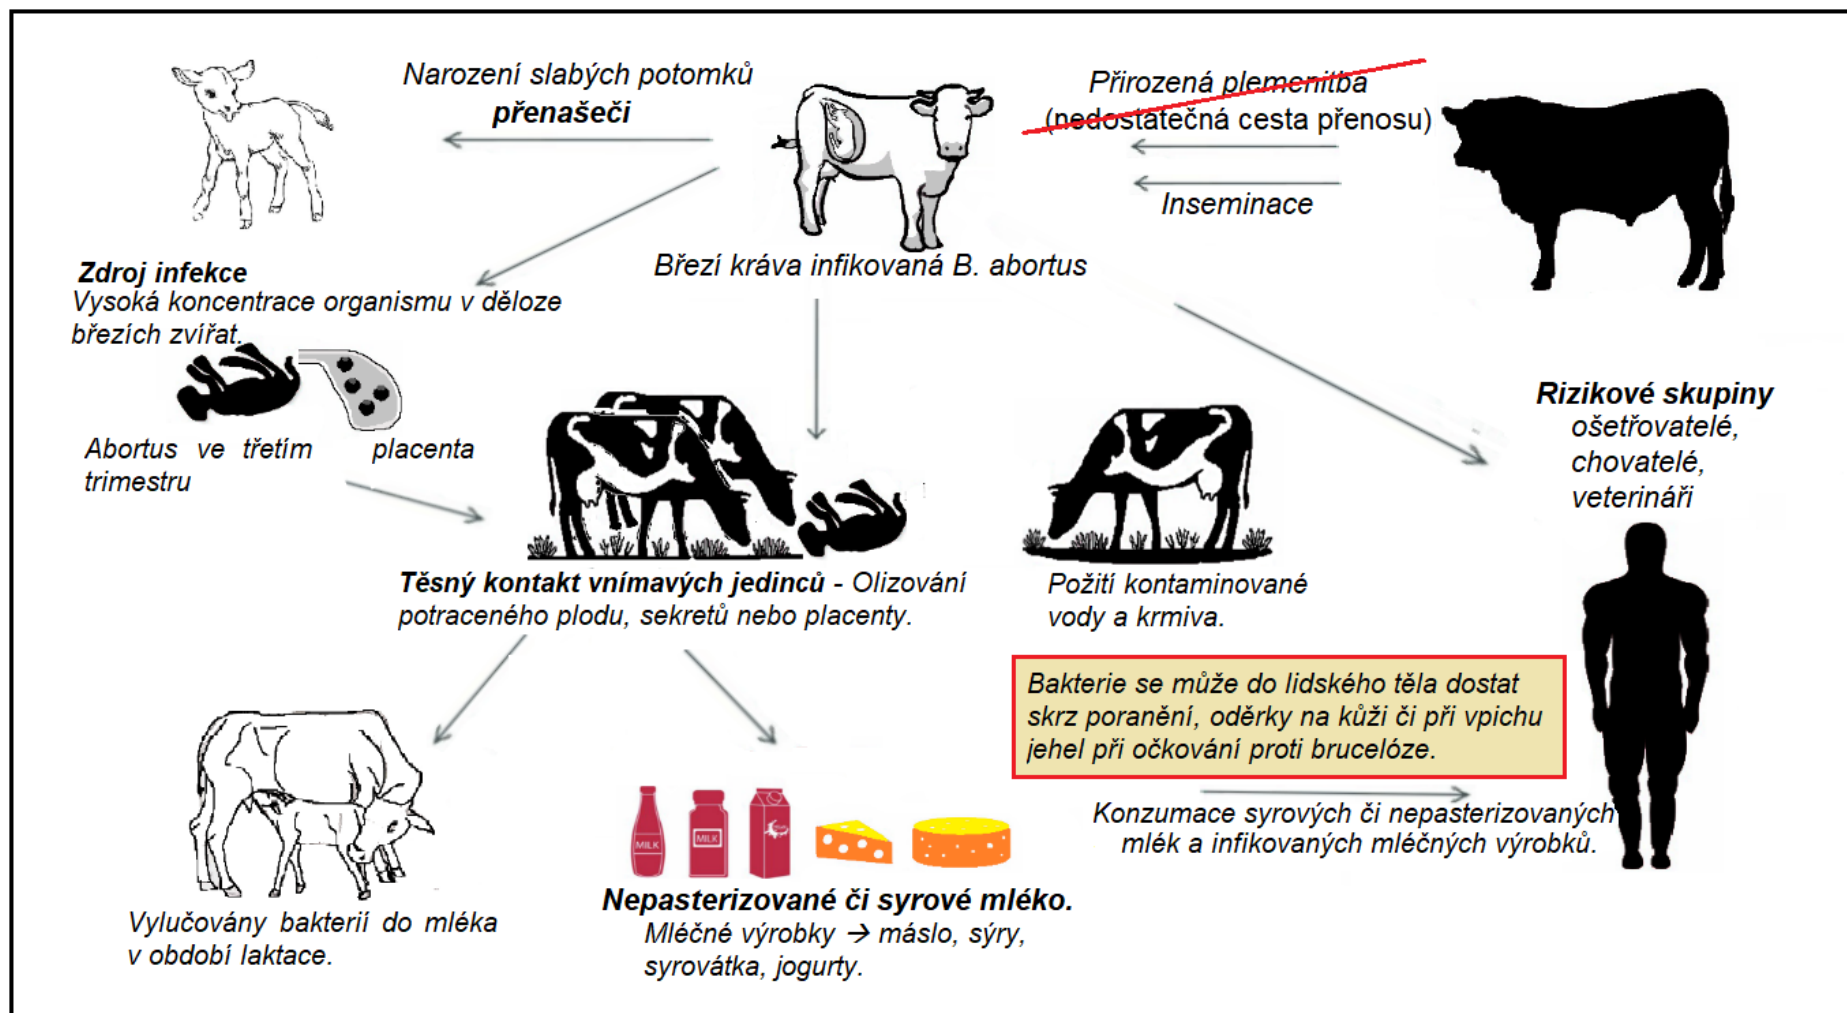 Narození slabých potomků
přenašeči
Přirozená plemenitba
(nedostatečná cesta přenosu)
Inseminace
Březí kráva infikovaná B. abortus
Zdroj infekce
Vysoká koncentrace organismu v děloze
březích zvířat.
Abortus ve třetím
trimestru
placenta
Rizikové skupiny
ošetřovatelé,
chovatelé,
veterináři
Těsný kontakt vnímavých jedinců - Olizování
potraceného plodu, sekretů nebo placenty.
Požití kontaminované
vody a krmiva.
Bakterie se může do lidského těla dostat
skrz poranění, oděrky na kůži či při vpichu
jehel při očkování proti brucelóze.
Konzumace syrových či nepasterizovaných
mlék a infikovaných mléčných výrobků.
MILK
MILK
Nepasterizované či syrové mléko.
Mléčné výrobky → máslo, sýry,
syrovátka, jogurty.
Vylučovány bakterií do mléka
v období laktace.